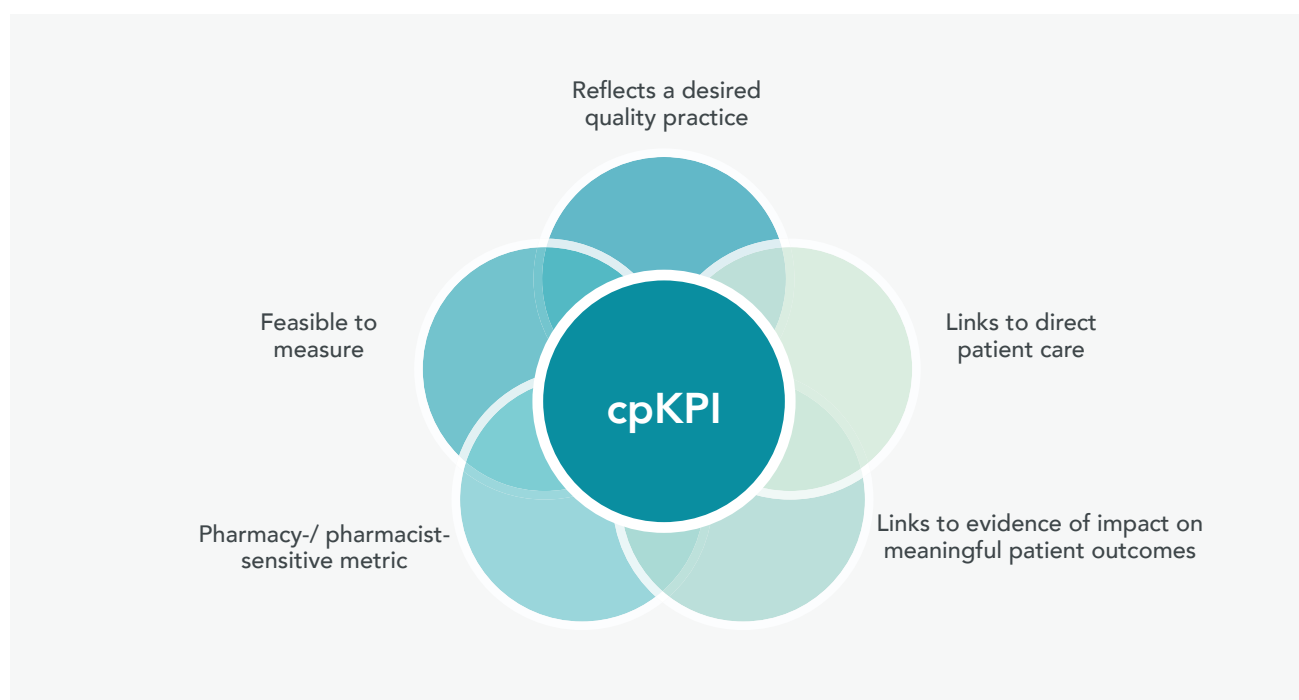 Reflects a desired
quality practice
Feasible to
measure
Links to direct
patient care
cpKPI
Pharmacy-/ pharmacist-
sensitive metric
Links to evidence of impact on
meaningful patient outcomes